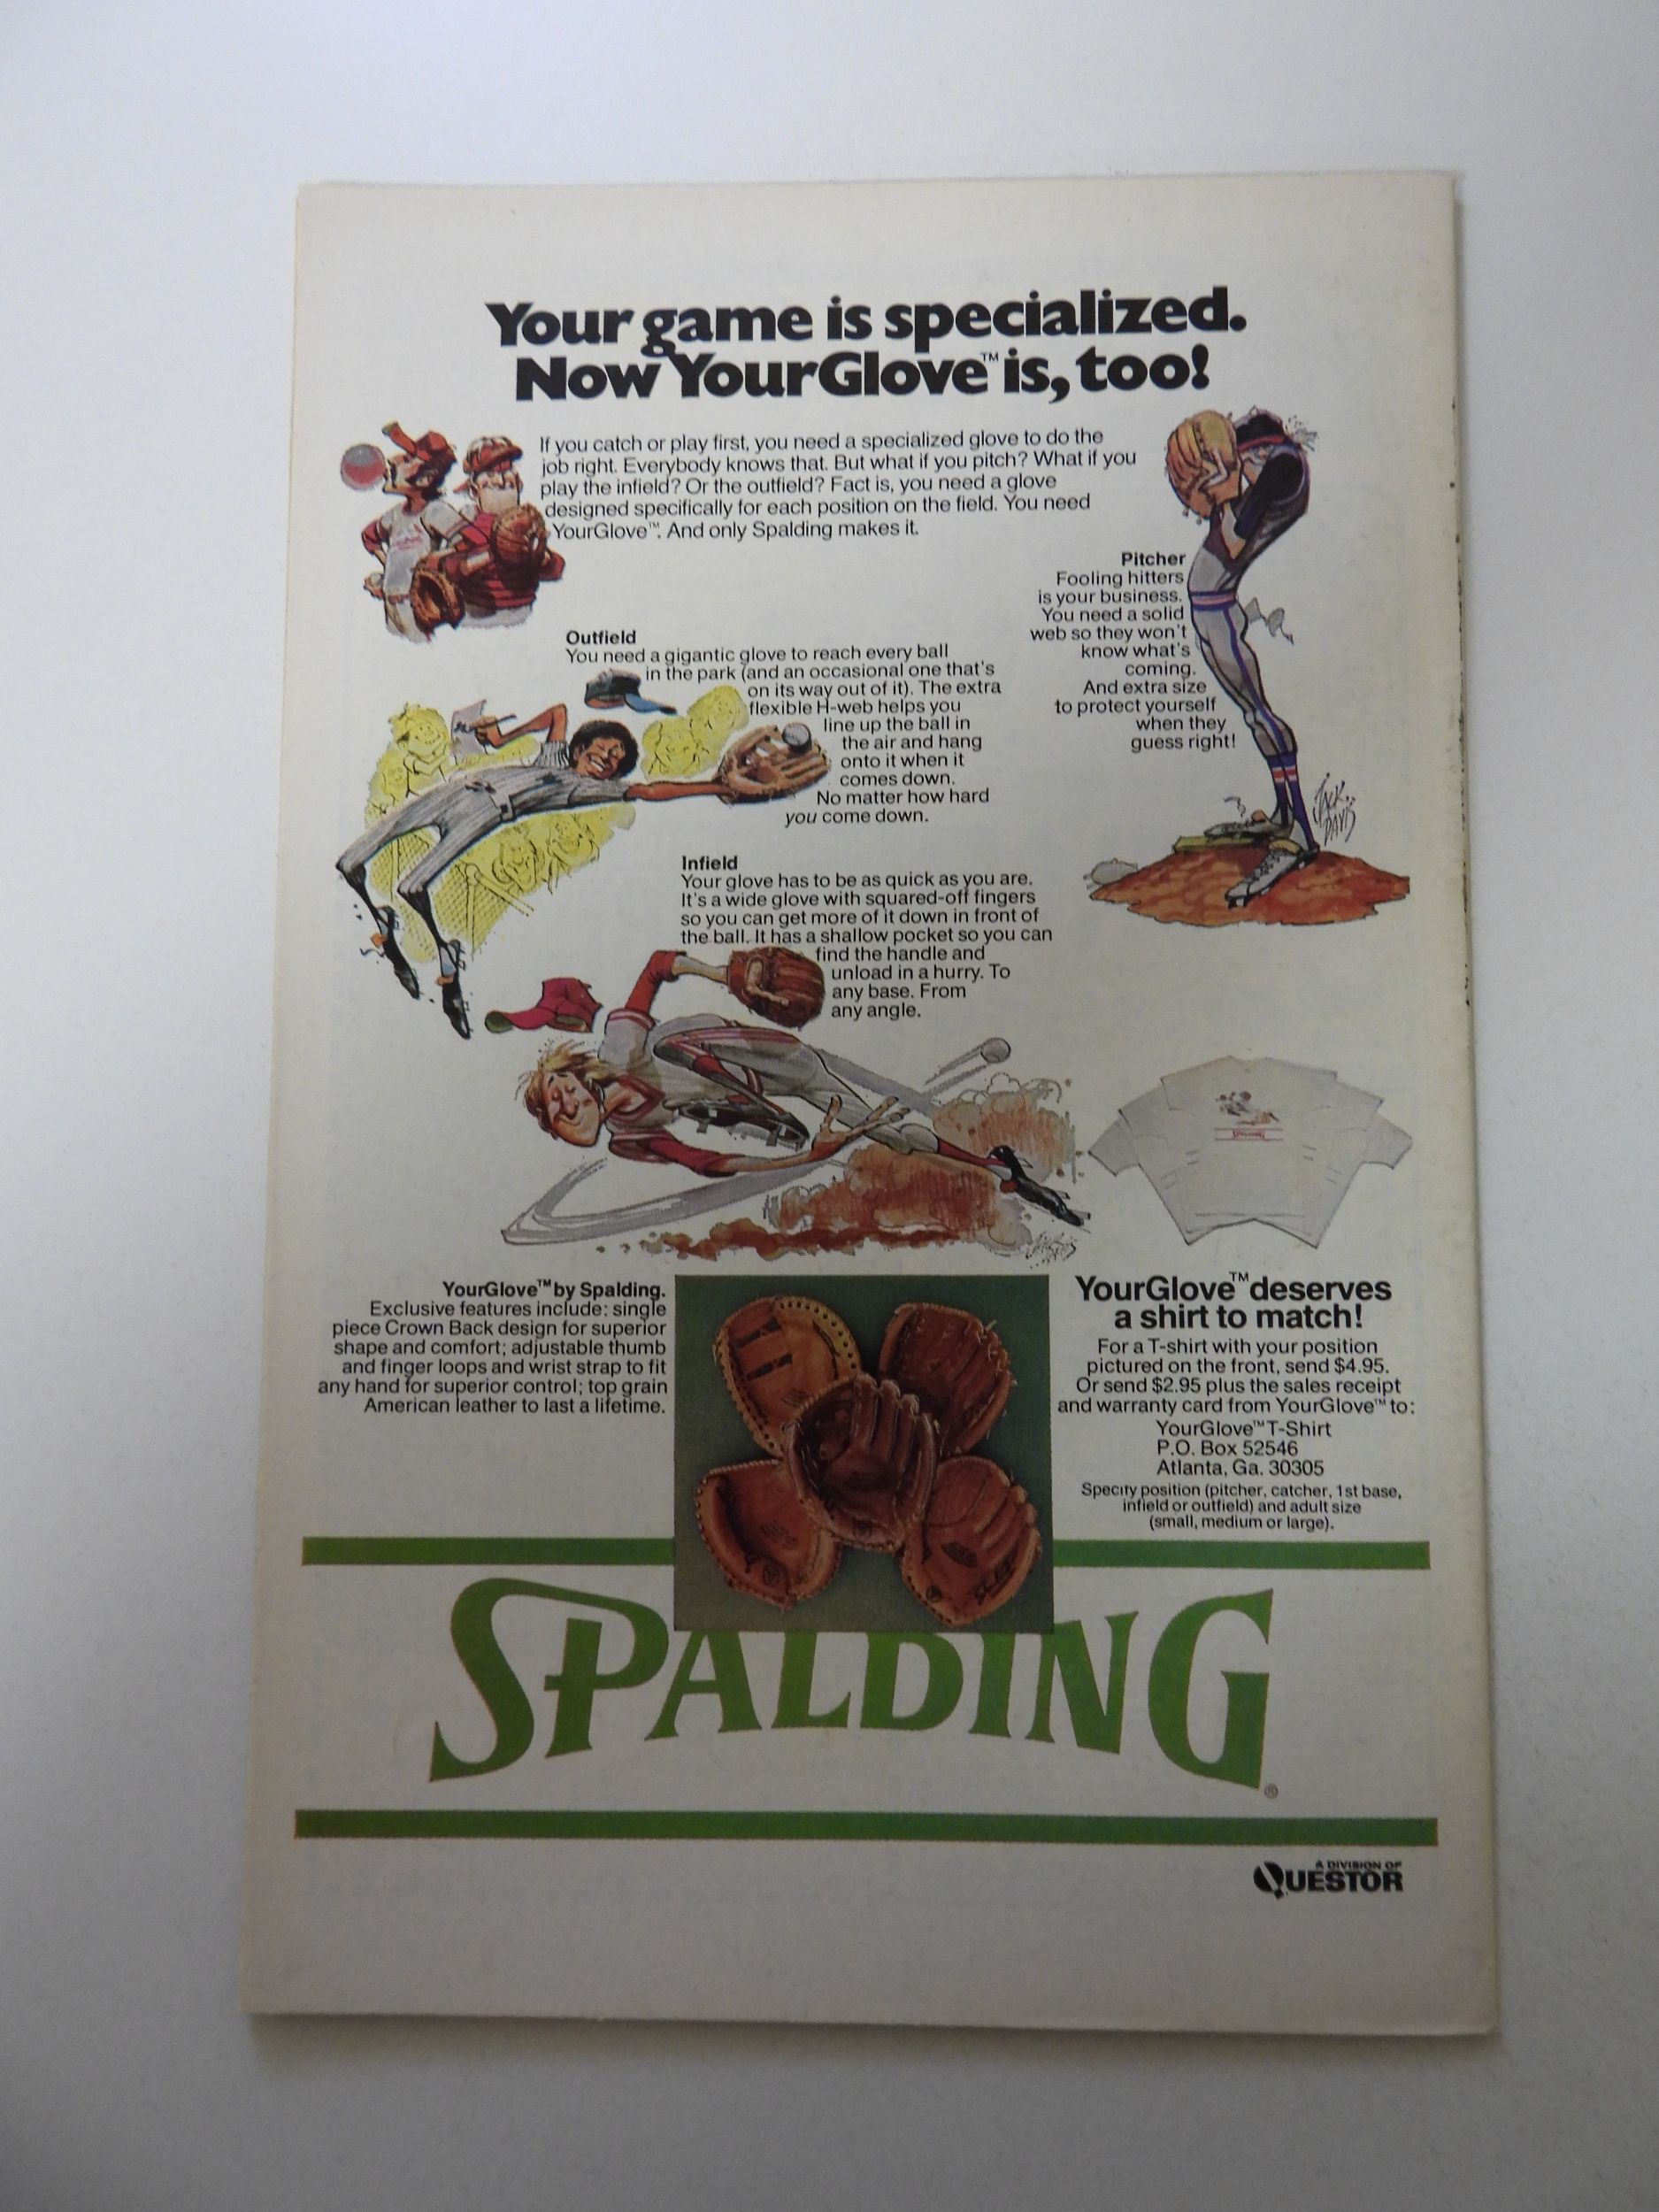 Your game is specialized.
Now YourGlove™ is, too!
If you catch or play first, you need a specialized glove to do the
job right. Everybody knows that. But what if you pitch? What if you
play the infield? Or the outfield? Fact is, you need a glove
designed specifically for each position on the field. You need
YourGlove™. And only Spalding makes it.
Pitcher
Fooling hitters
is your business.
You need a solid
web so they won't
know what's
coming.
And extra size
to protect yourself
when they
guess right!
JACK DAVIS
Outfield
You need a gigantic glove to reach every ball
in the park (and an occasional one that's
on its way out of it). The extra
flexible H-web helps you
line up the ball in
the air and hang
onto it when it
comes down.
No matter how hard
you come down.
Infield
Your glove has to be as quick as you are.
It's a wide glove with squared-off fingers
so you can get more of it down in front of
the ball. It has a shallow pocket so you can
find the handle and
unload in a hurry. To
any base. From
any angle.
SPALDING
YourGlove™ by Spalding.
Exclusive features include: single
piece Crown Back design for superior
shape and comfort; adjustable thumb
and finger loops and wrist strap to fit
any hand for superior control; top grain
American leather to last a lifetime.
YourGlove™ deserves
a shirt to match!
For a T-shirt with your position
pictured on the front, send $4.95.
Or send $2.95 plus the sales receipt
and warranty card from YourGlove™ to:
YourGlove™ T-Shirt
P.O. Box 52546
Atlanta, Ga. 30305
Specify position (pitcher, catcher, 1st base,
infield or outfield) and adult size
(small, medium or large).
SPALDING®
A DIVISION OF
QUESTOR